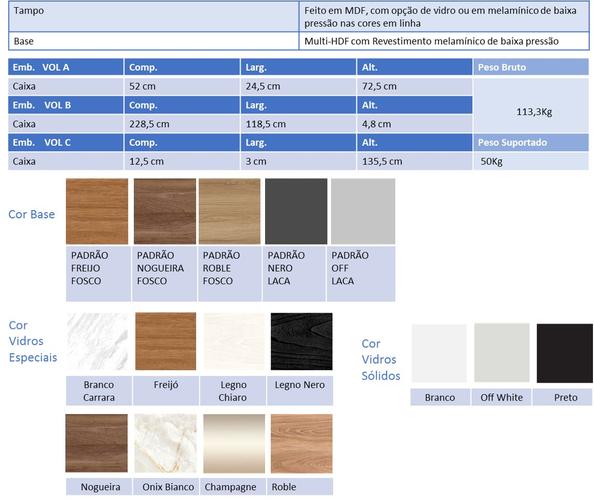 Tampo Feito em MDF, com opção de vidro ou em melamínico de baixa
pressão nas cores em linha
Base Multi-HDF com Revestimento melamínico de baixa pressão
Emb. VOL A Comp. Larg. Alt. Peso Bruto
Caixa 52 cm 24,5 cm 72,5 cm
Emb. VOL B Comp. Larg. Alt.
113,3Kg
Caixa 228,5 cm 118,5 cm 4,8 cm
Emb. VOL C Comp. Larg. Alt. Peso Suportado
Caixa 12,5 cm 3 cm 135,5 cm 50Kg
Cor Base
PADRÃO FREIJO FOSCO
PADRÃO NOGUEIRA FOSCO
PADRÃO ROBLE FOSCO
PADRÃO NERO LACA
PADRÃO OFF LACA
Cor
Vidros
Especiais
Branco Carrara
Freijó
Legno Chiaro
Legno Nero
Cor
Vidros
Sólidos
Branco Off White Preto
Nogueira Onix Bianco Champagne Roble